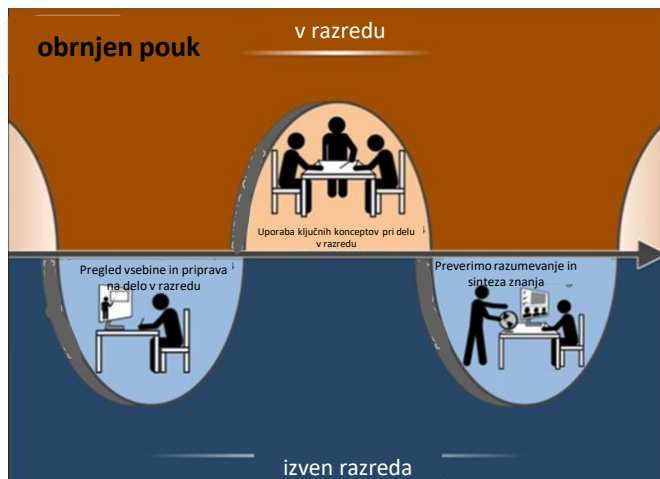 obrnjen pouk
v razredu
Uporaba ključnih konceptov pri delu
v razredu
Pregled vsebine in priprava
na delo v razredu
Preverimo razumevanje in
sinteza znanja
izven razreda